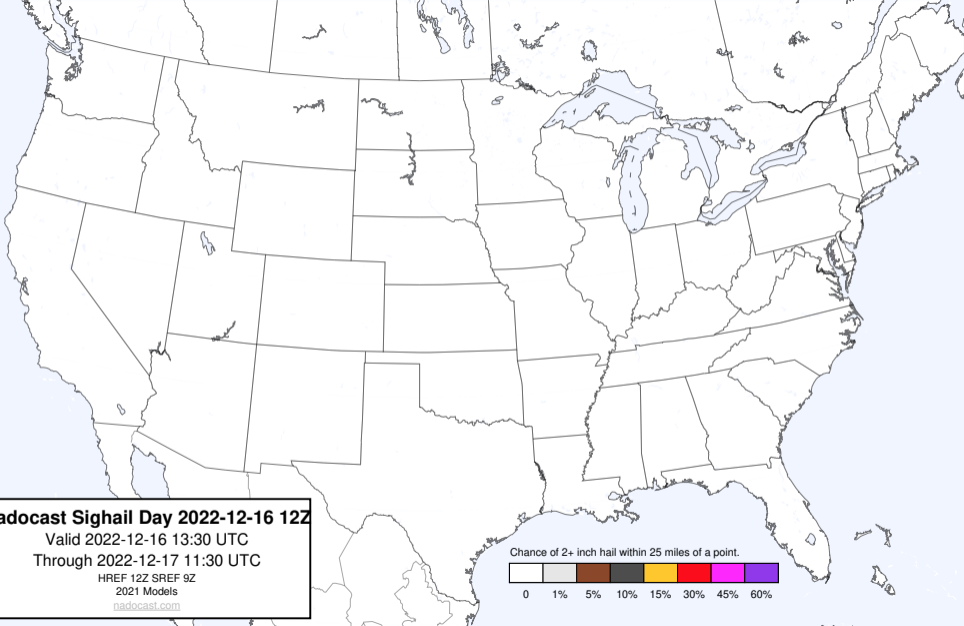 adocast Sighail Day 2022-12-16 12Z
Valid 2022-12-16 13:30 UTC
Through 2022-12-17 11:30 UTC
HREF 12Z SREF 9Z
2021 Models
nadocast.com
Chance of 2+ inch hail within 25 miles of a point.
0 1% 5% 10% 15% 30% 45% 60%